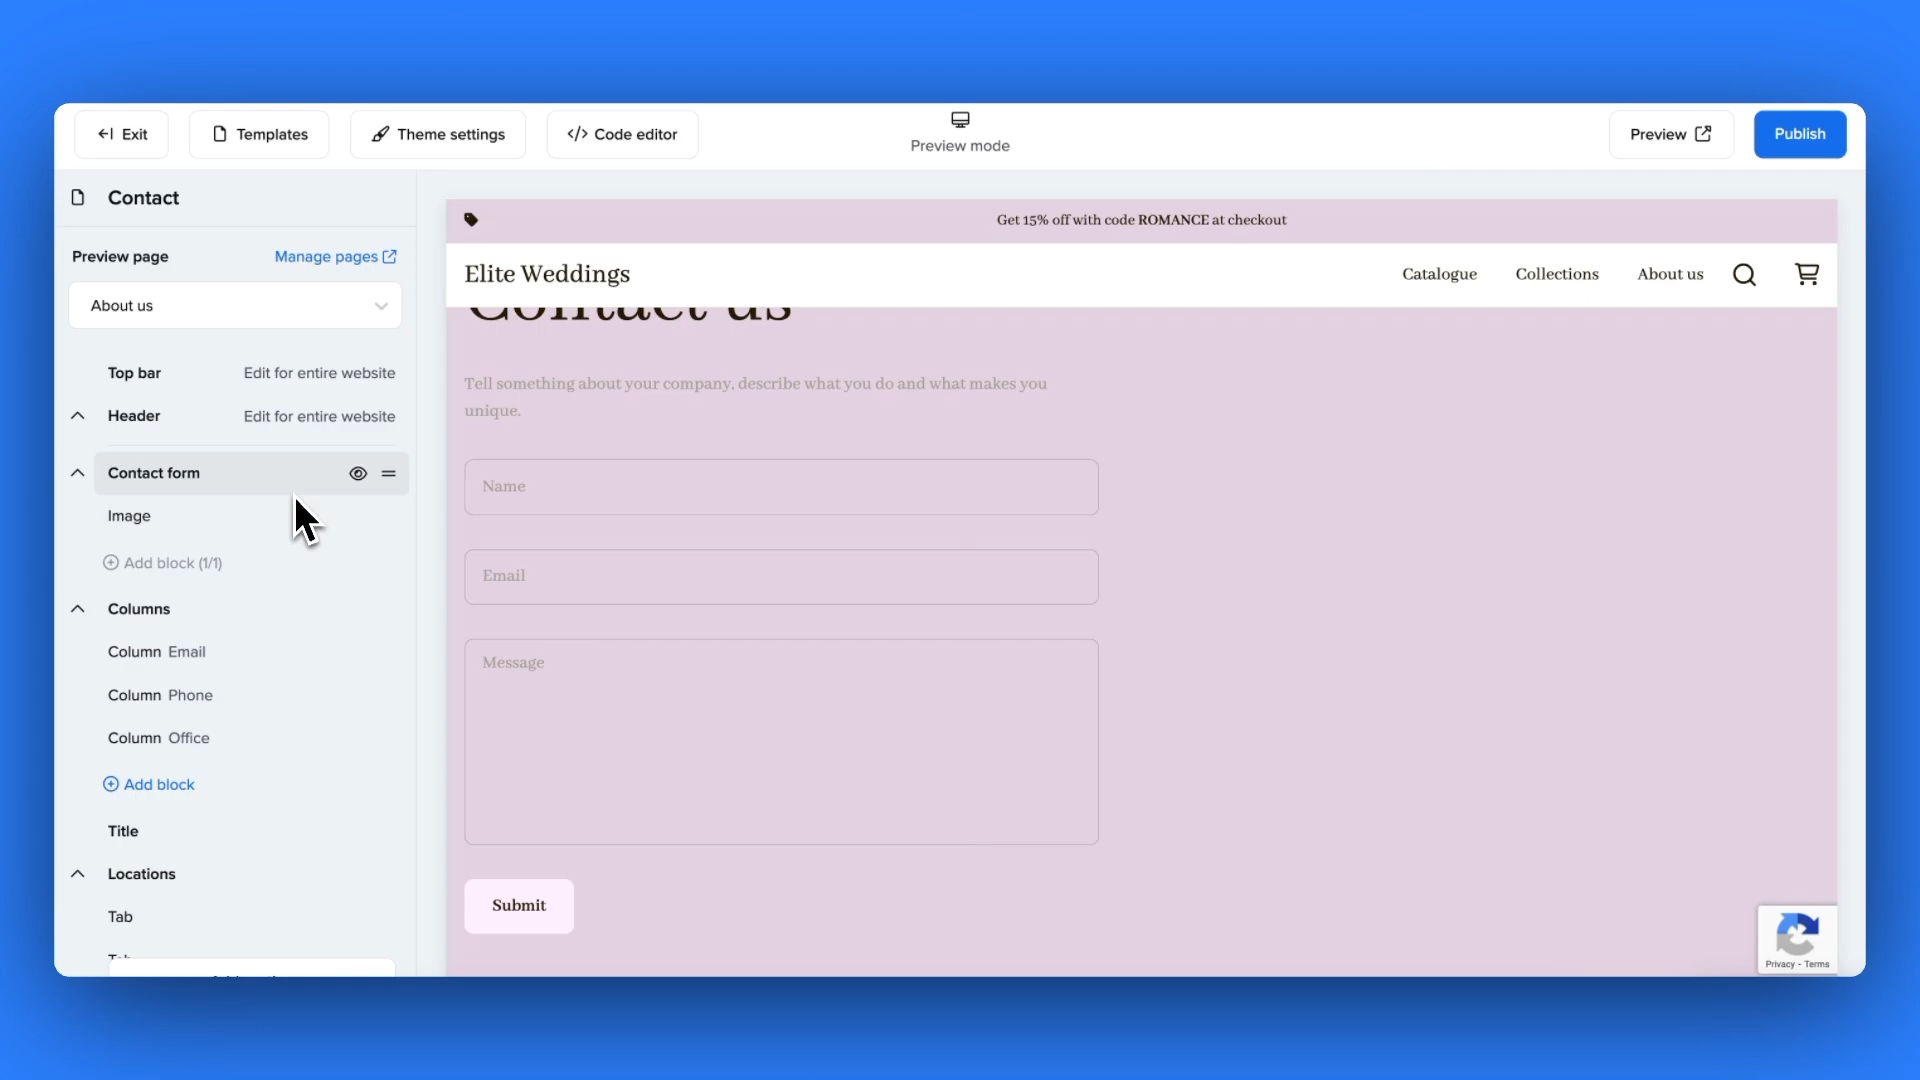 Exit
Templates
Theme settings
</> Code editor
Preview mode
Preview
Publish
Contact
Preview page
Manage pages
About us
Top bar
Edit for entire website
Header
Edit for entire website
Contact form
Image
Add block (1/1)
Columns
Column Email
Column Phone
Column Office
Add block
Title
Locations
Tab
Get 15% off with code ROMANCE at checkout
Elite Weddings
Catalogue
Collections
About us
Contact us
Tell something about your company, describe what you do and what makes you
unique.
Name
Email
Message
Submit
Privacy - Terms